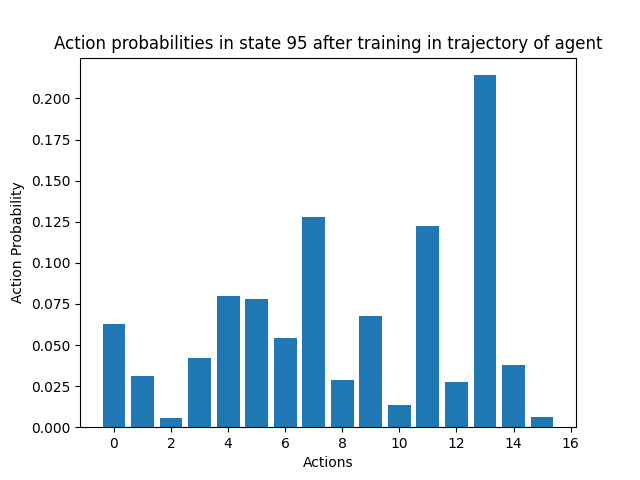 Action probabilities in state 95 after training in trajectory of agent
0.200
0.175
0.150
0.125
0.100
0.075
0.050
0.025
0.000
Action Probability
0 2 4 6 8 10 12 14 16
Actions